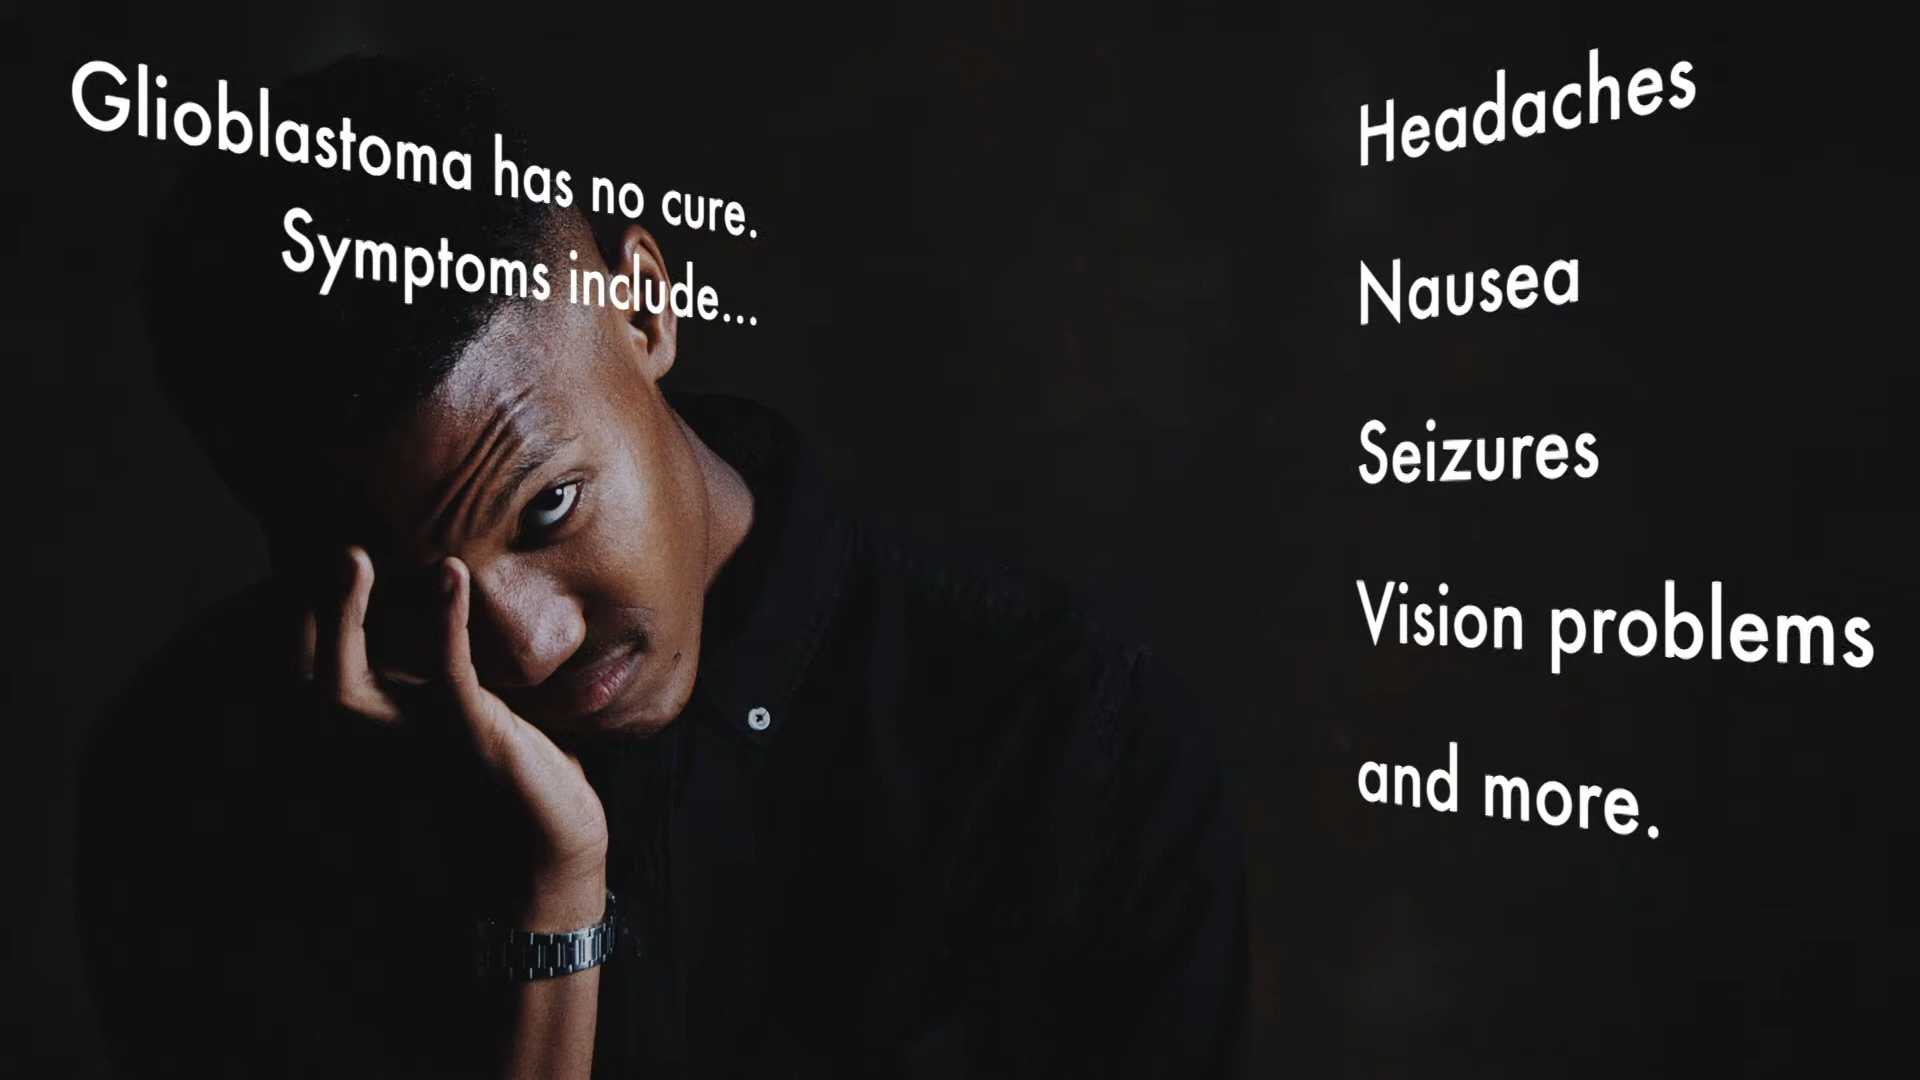 Glioblastoma has no cure.
Symptoms include...
Headaches
Nausea
Seizures
Vision problems
and more.